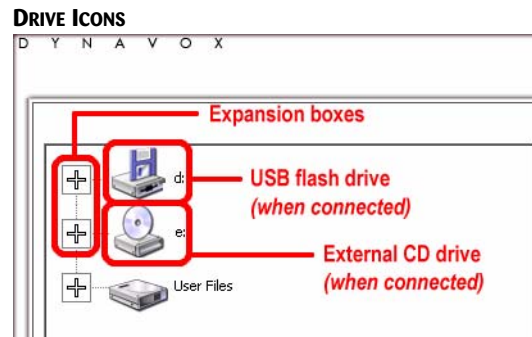 DRIVE ICONS
D Y N A V O X
Expansion boxes
d:
USB flash drive
(when connected)
e:
External CD drive
(when connected)
User Files